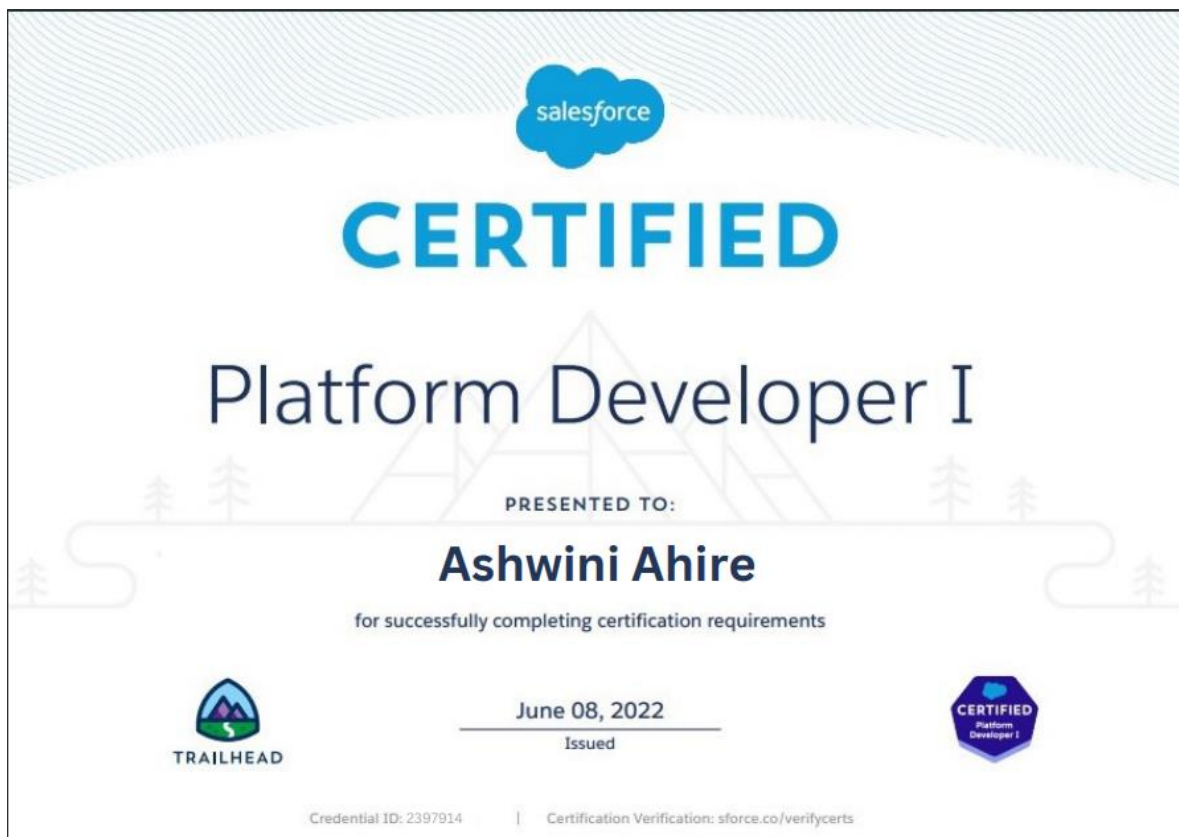 salesforce
CERTIFIED
Platform Developer I
PRESENTED TO:
Ashwini Ahire
for successfully completing certification requirements
TRAILHEAD
June 08, 2022
Issued
CERTIFIED
Platform
Developer I
Credential ID: 2397914 | Certification Verification: sforce.co/verifycerts